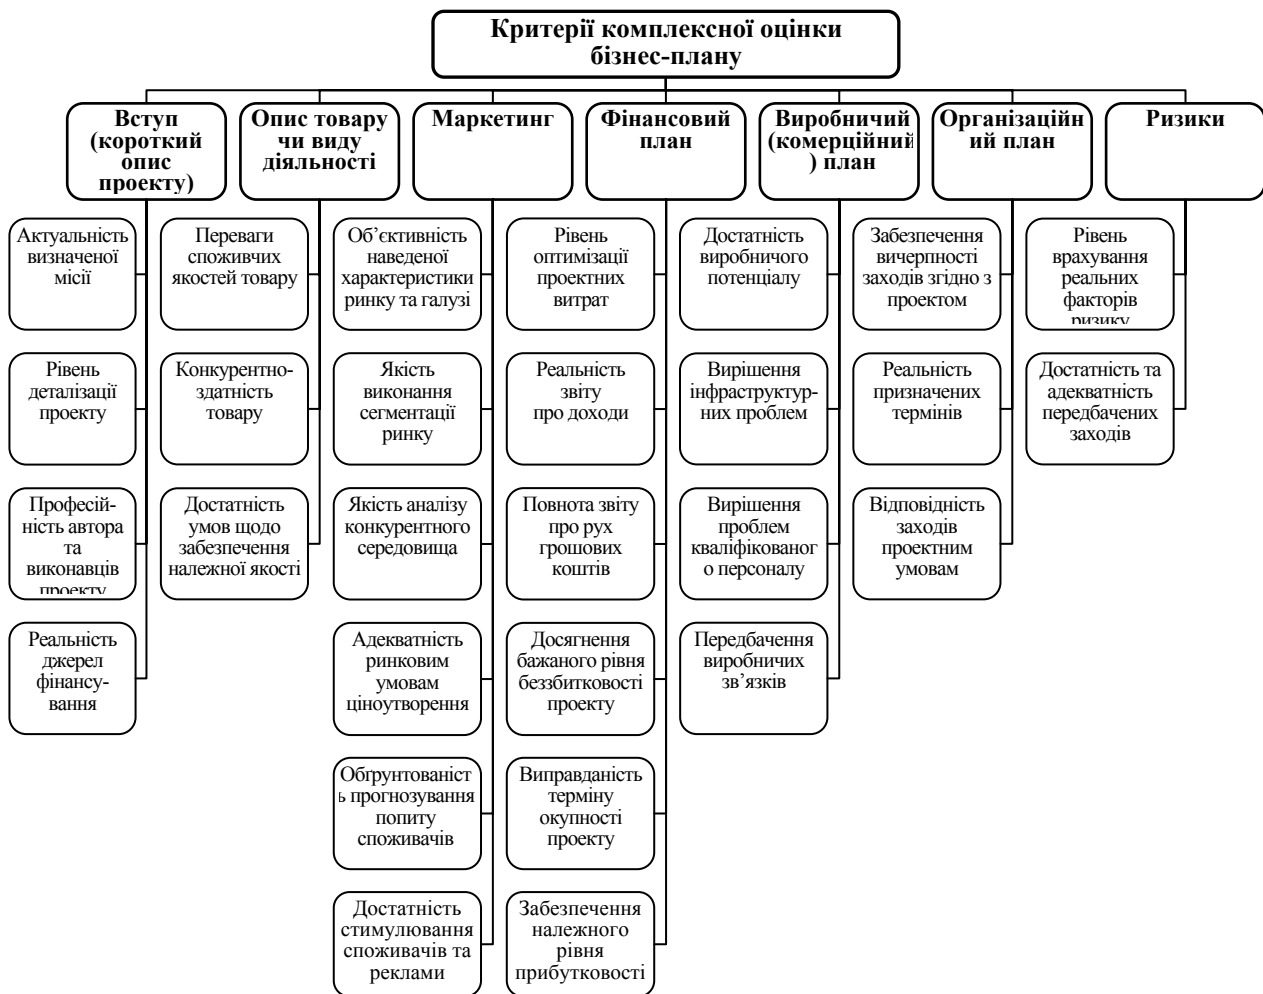 Критерії комплексної оцінки
бізнес-плану
Вступ
(короткий
опис
проекту)
Опис товару
чи виду
діяльності
Маркетинг
Фінансовий
план
Виробничий
(комерційний
) план
Організаційн
ий план
Ризики
Актуальність
визначеної
місії
Рівень
деталізації
проекту
Професій-
ність автора
та
виконавців
проекту
Реальність
джерел
фінансу-
вання
Переваги
споживчих
якостей товару
Конкурентно-
здатність
товару
Достатність
умов щодо
забезпечення
належної якості
Об’єктивність
наведеної
характеристики
ринку та галузі
Якість
виконання
сегментації
ринку
Якість аналізу
конкурентного
середовища
Адекватність
ринковим
умовам
ціноутворення
Обґрунтованіст
ь прогнозування
попиту
споживачів
Достатність
стимулювання
споживачів та
реклами
Рівень
оптимізації
проектних
витрат
Реальність
звіту
про доходи
Повнота звіту
про рух
грошових
коштів
Досягнення
бажаного рівня
беззбитковості
проекту
Виправданість
терміну
окупності
проекту
Забезпечення
належного
рівня
прибутковості
Достатність
виробничого
потенціалу
Вирішення
інфраструктур-
них проблем
Вирішення
проблем
кваліфікованог
о персоналу
Передбачення
виробничих
зв’язків
Забезпечення
вичерпності
заходів згідно з
проектом
Реальність
призначених
термінів
Відповідність
заходів
проектним
умовам
Рівень
врахування
реальних
факторів
ризику
Достатність та
адекватність
передбачених
заходів